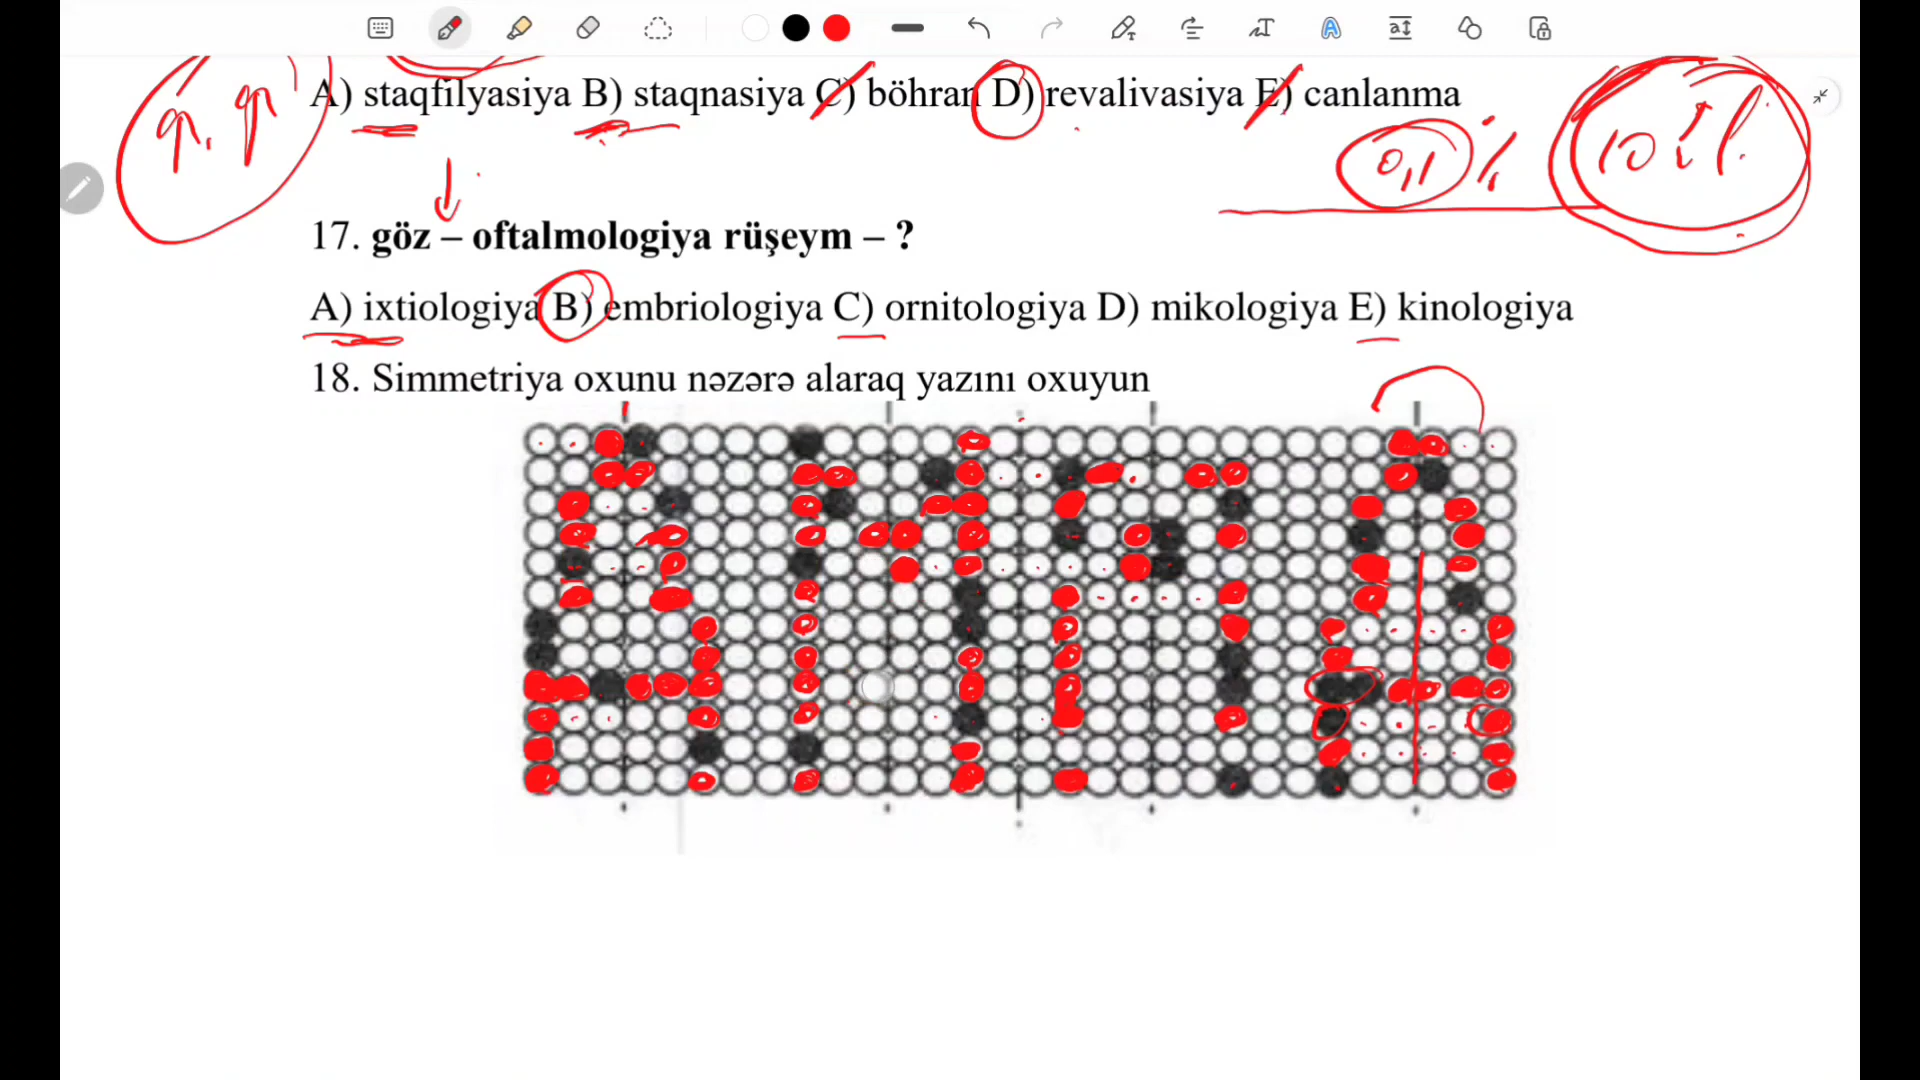 A) staqfilyasiya B) staqnasiya C) böhran D) revalivasiya E) canlanma
0,1 %
10 il
17. göz – oftalmologiya rüşeym – ?
A) ixtiologiya B) embriologiya C) ornitologiya D) mikologiya E) kinologiya
18. Simmetriya oxunu nəzərə alaraq yazını oxuyun